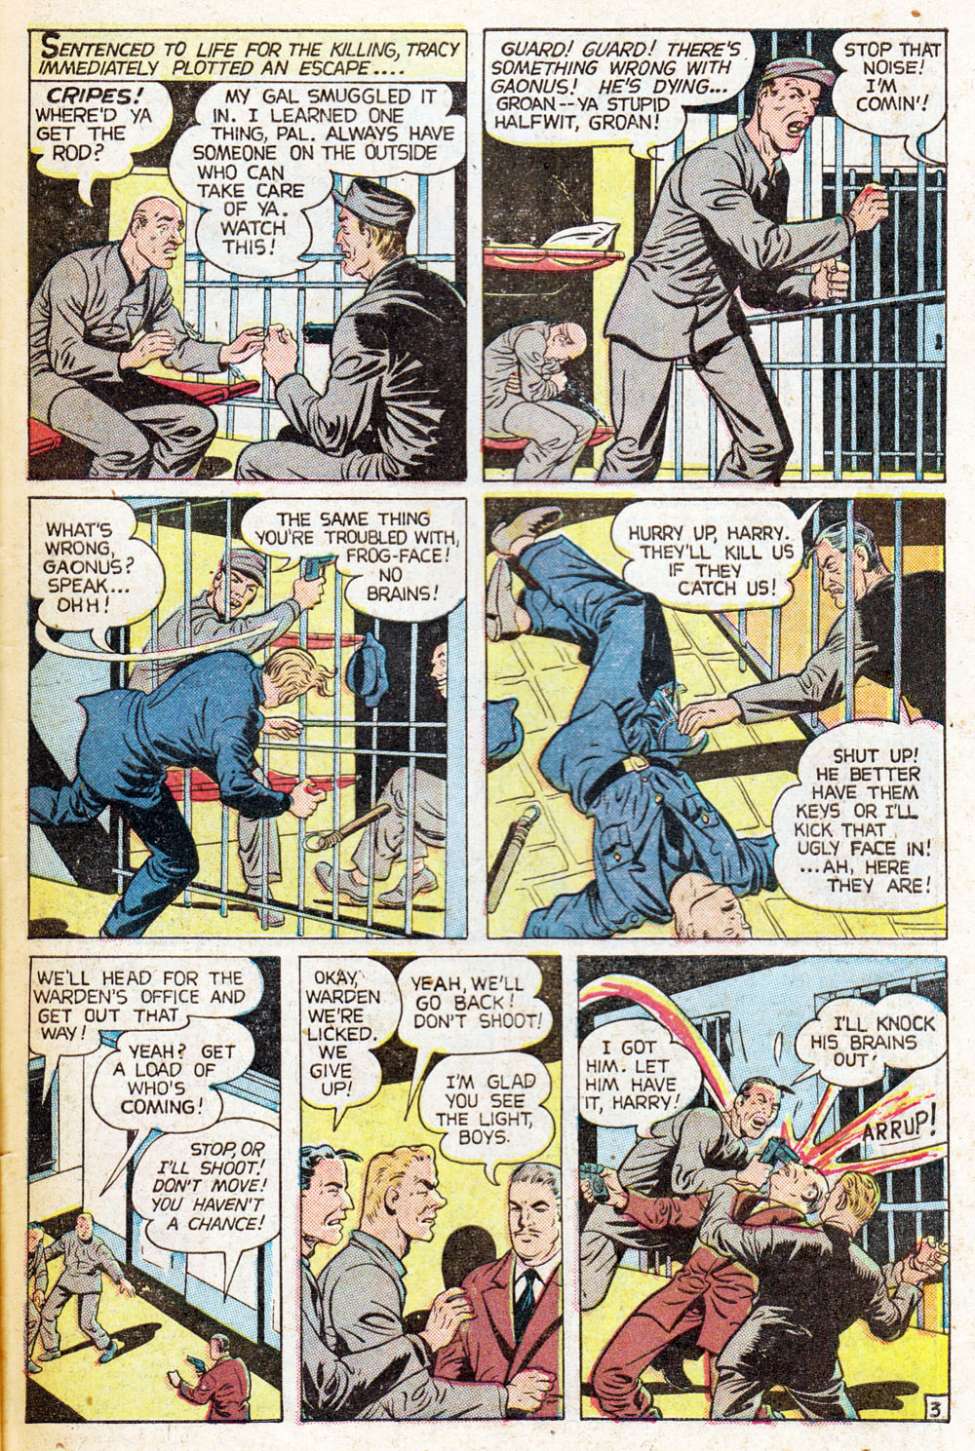 SENTENCED TO LIFE FOR THE KILLING, TRACY
IMMEDIATELY PLOTTED AN ESCAPE....
CRIPES!
WHERE'D YA
GET THE
ROD?
MY GAL SMUGGLED IT
IN. I LEARNED ONE
THING, PAL. ALWAYS HAVE
SOMEONE ON THE OUTSIDE
WHO CAN
TAKE CARE
OF YA.
WATCH
THIS!
GUARD! GUARD! THERE'S
SOMETHING WRONG WITH
GAONUS! HE'S DYING...
GROAN--YA STUPID
HALFWIT, GROAN!
STOP THAT
NOISE!
I'M
COMIN'!
WHAT'S
WRONG,
GAONUS?
SPEAK...
OHH!
THE SAME THING
YOU'RE TROUBLED WITH,
FROG-FACE!
NO
BRAINS!
HURRY UP, HARRY.
THEY'LL KILL US
IF THEY
CATCH US!
SHUT UP!
HE BETTER
HAVE THEM
KEYS OR I'LL
KICK THAT
UGLY FACE IN!
...AH, HERE
THEY ARE!
WE'LL HEAD FOR THE
WARDEN'S OFFICE AND
GET OUT THAT
WAY!
YEAH? GET
A LOAD OF
WHO'S
COMING!
STOP, OR
I'LL SHOOT!
DON'T MOVE!
YOU HAVEN'T
A CHANCE!
OKAY,
WARDEN
WE'RE
LICKED.
WE
GIVE
UP!
YEAH, WE'LL
GO BACK!
DON'T SHOOT!
I'M GLAD
YOU SEE
THE LIGHT,
BOYS.
I GOT
HIM. LET
HIM HAVE
IT, HARRY!
I'LL KNOCK
HIS BRAINS
OUT'
ARRUP!
3